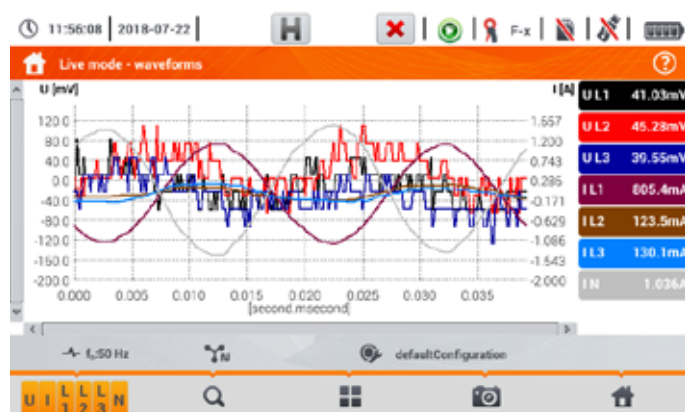 11:56:08 2018-07-22 H F-x
Live mode - waveforms ?
U [mV] I [A]
120.0 1.557
80.0 1.200
40.0 0.743
0.0 0.286
-40.0 -0.171
-80.0 -0.629
-120.0 -1.086
-150.0 -1.543
-200.0 -2.000
0.000 0.005 0.010 0.015 0.020 0.025 0.030 0.035
[second.msecond]
U L1 41.03mV
U L2 45.28mV
U L3 39.55mV
I L1 805.4mA
I L2 123.5mA
I L3 130.1mA
I N 1.036A
fₙ:50 Hz N defaultConfiguration
U I L1 L2 L3 N